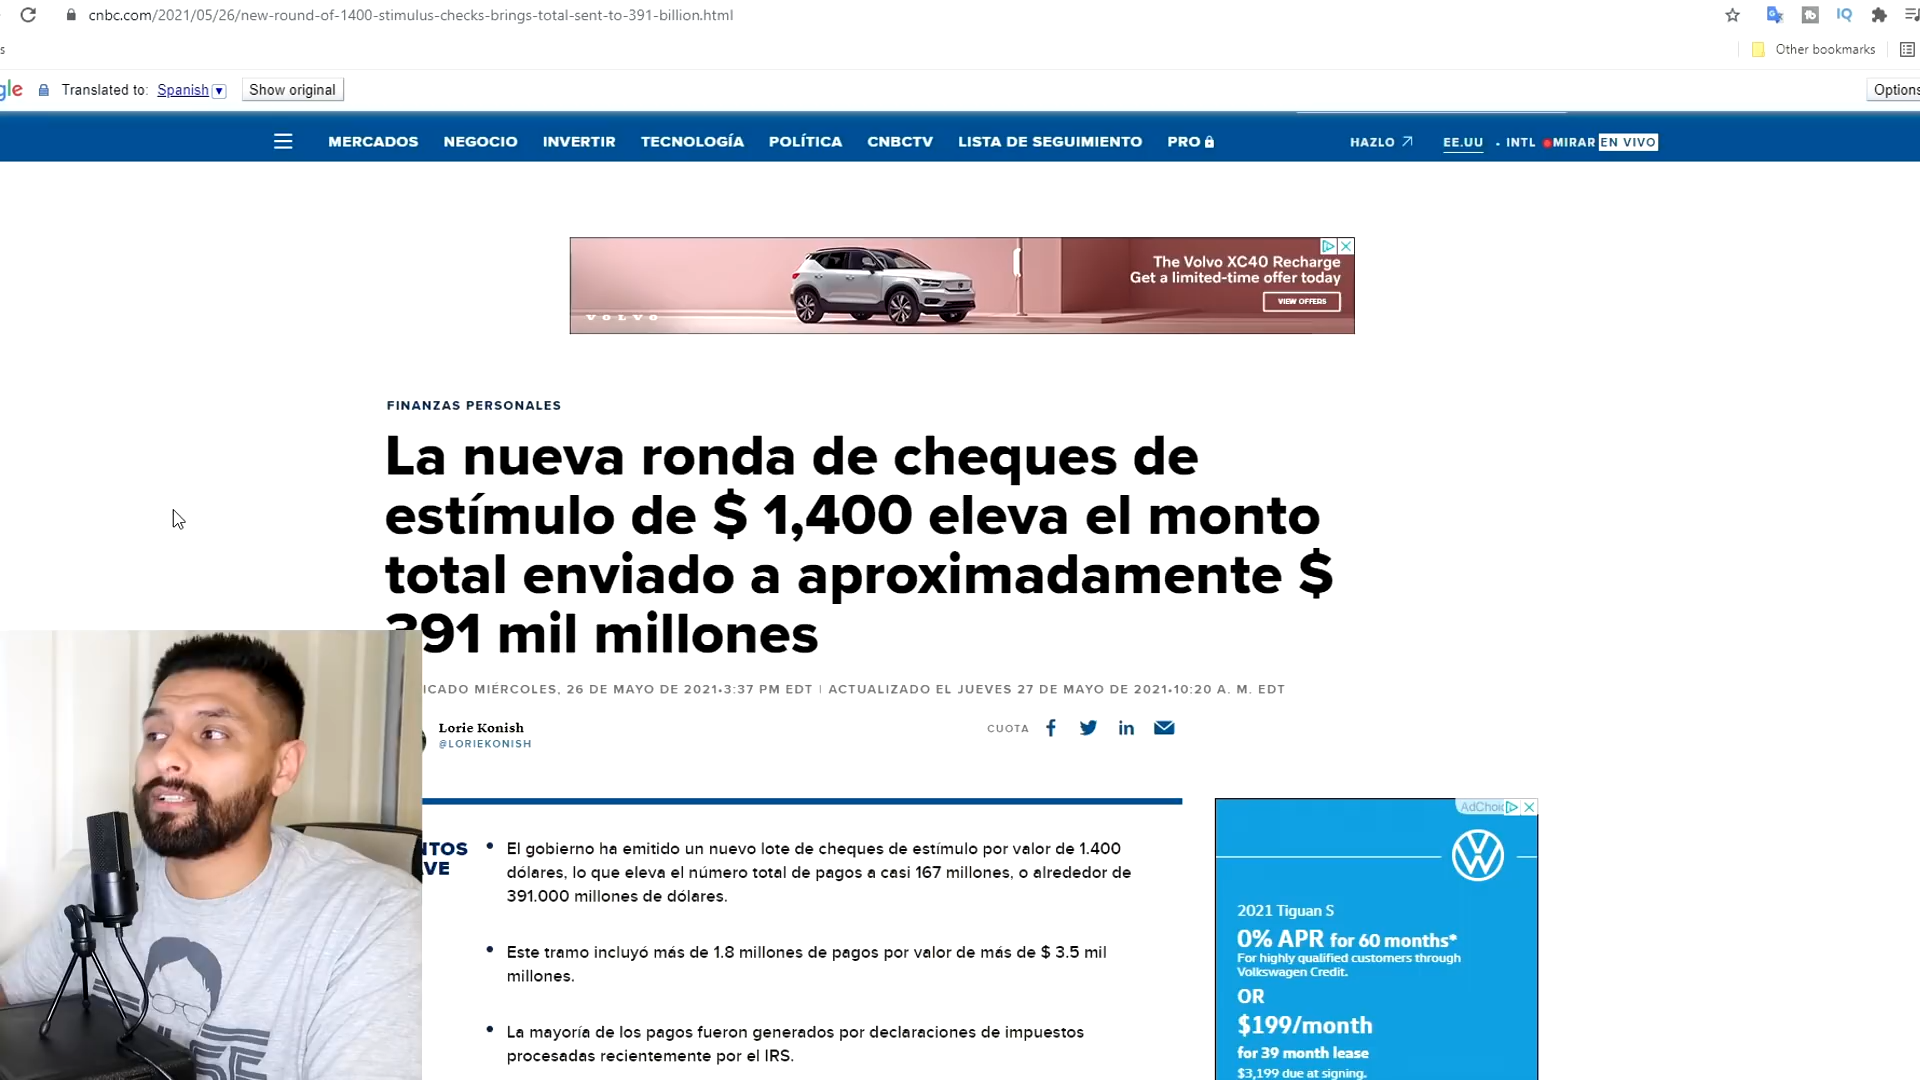 cnbc.com/2021/05/26/new-round-of-1400-stimulus-checks-brings-total-sent-to-391-billion.html
Other bookmarks
Translated to: Spanish Show original
Options
MERCADOS NEGOCIO INVERTIR TECNOLOGÍA POLÍTICA CNBCTV LISTA DE SEGUIMIENTO PRO HAZLO EE.UU INTL MIRAR EN VIVO
The Volvo XC40 Recharge
Get a limited-time offer today
VIEW OFFERS
VOLVO
FINANZAS PERSONALES
La nueva ronda de cheques de
estímulo de $ 1,400 eleva el monto
total enviado a aproximadamente $
391 mil millones
ICADO MIÉRCOLES, 26 DE MAYO DE 2021•3:37 PM EDT | ACTUALIZADO EL JUEVES 27 DE MAYO DE 2021•10:20 A. M. EDT
Lorie Konish
@LORIEKONISH
CUOTA
NTOS
VE
• El gobierno ha emitido un nuevo lote de cheques de estímulo por valor de 1.400
dólares, lo que eleva el número total de pagos a casi 167 millones, o alrededor de
391.000 millones de dólares.
• Este tramo incluyó más de 1.8 millones de pagos por valor de más de $ 3.5 mil
millones.
• La mayoría de los pagos fueron generados por declaraciones de impuestos
procesadas recientemente por el IRS.
AdChoic
2021 Tiguan S
0% APR for 60 months*
For highly qualified customers through
Volkswagen Credit.
OR
$199/month
for 39 month lease
$3,199 due at signing.